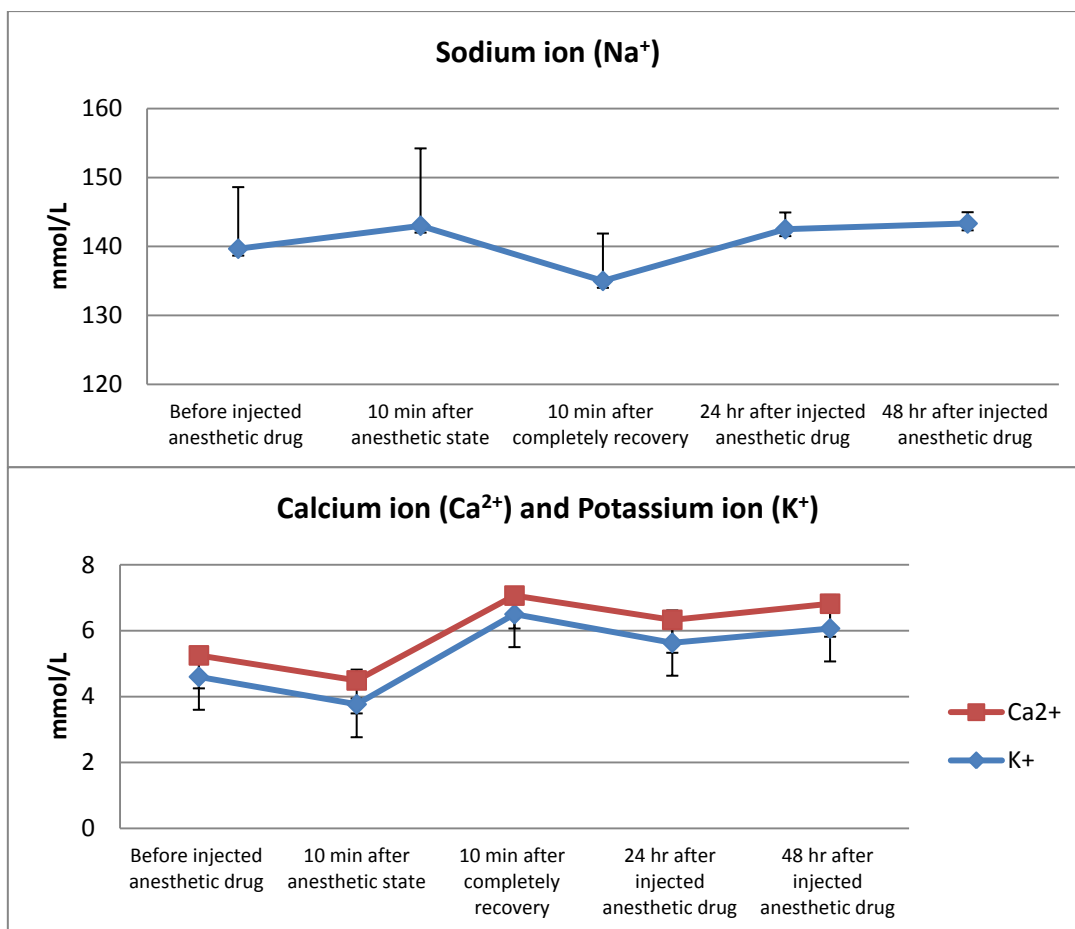 Sodium ion (Na⁺)
160
150
140
130
120
mmol/L
Before injected
anesthetic drug
10 min after
anesthetic state
10 min after
completely recovery
24 hr after injected
anesthetic drug
48 hr after injected
anesthetic drug
Calcium ion (Ca²⁺) and Potassium ion (K⁺)
8
6
4
2
0
mmol/L
Before injected
anesthetic drug
10 min after
anesthetic state
10 min after
completely
recovery
24 hr after
injected
anesthetic drug
48 hr after
injected
anesthetic drug
Ca2+
K+